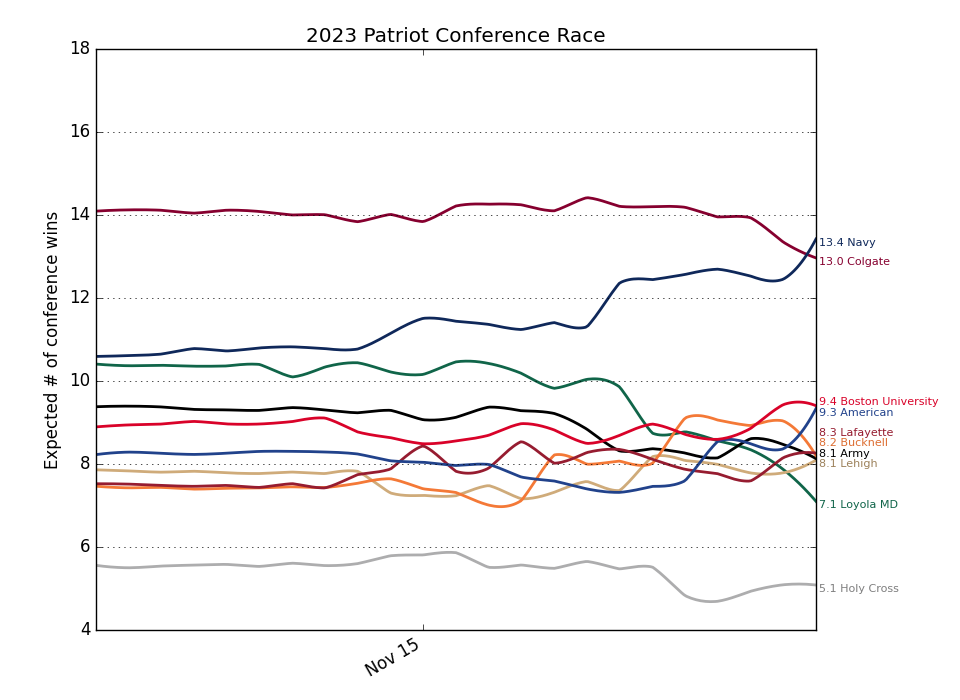 2023 Patriot Conference Race
Expected # of conference wins
18
16
14
12
10
8
6
4
Nov 15
13.4 Navy
13.0 Colgate
9.4 Boston University
9.3 American
8.3 Lafayette
8.2 Bucknell
8.1 Army
8.1 Lehigh
7.1 Loyola MD
5.1 Holy Cross